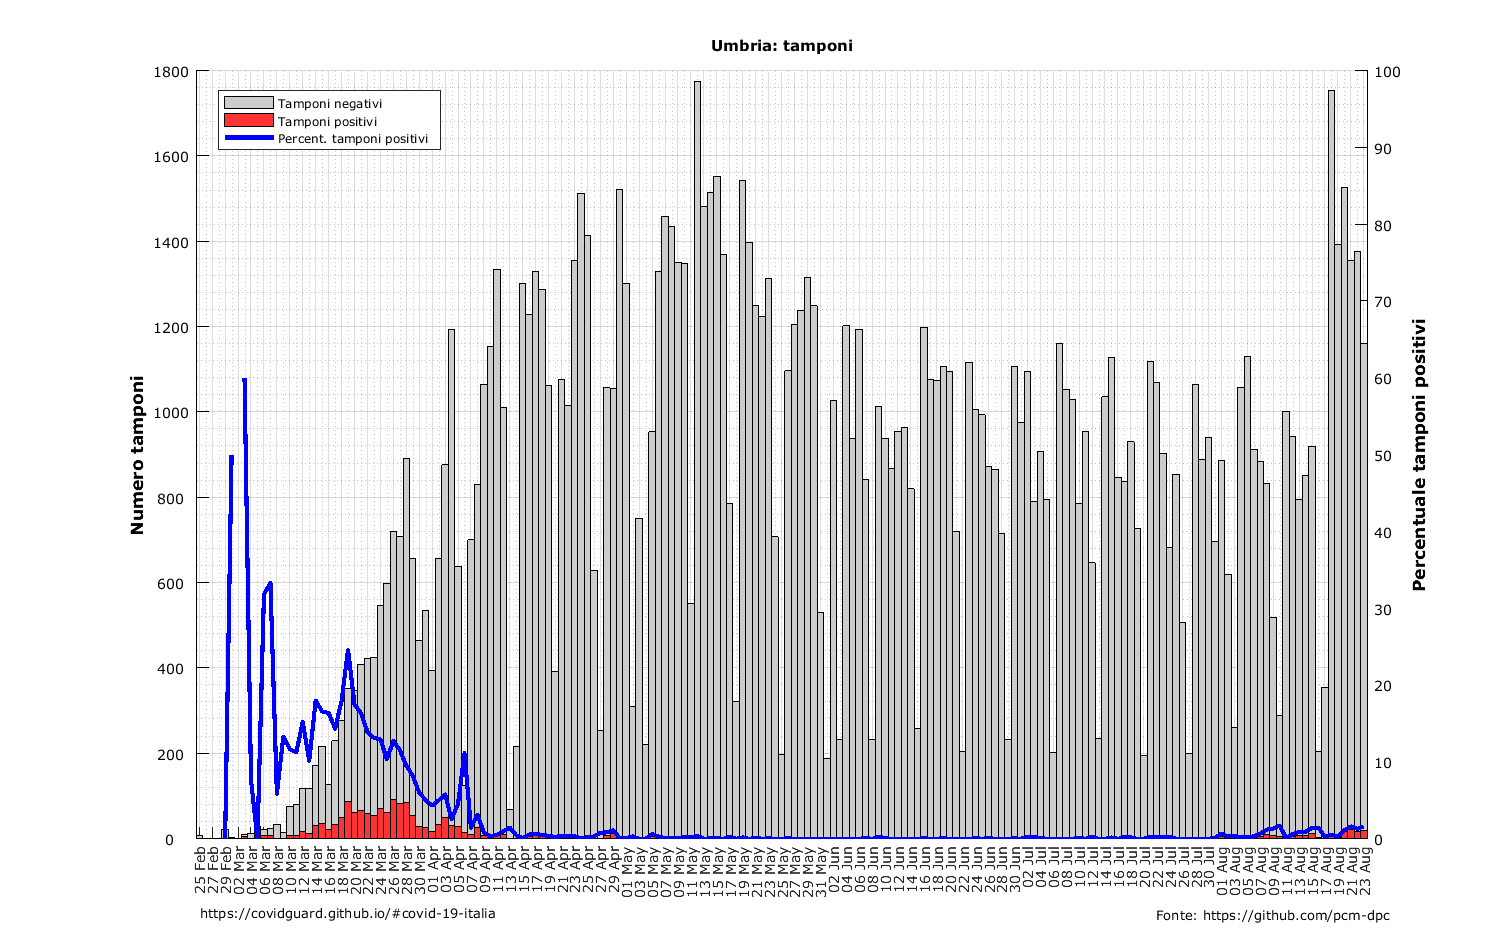 Umbria: tamponi
Tamponi negativi
Tamponi positivi
Percent. tamponi positivi
Numero tamponi
0
200
400
600
800
1000
1200
1400
1600
1800
Percentuale tamponi positivi
0
10
20
30
40
50
60
70
80
90
100
25 Feb
27 Feb
29 Feb
02 Mar
04 Mar
06 Mar
08 Mar
10 Mar
12 Mar
14 Mar
16 Mar
18 Mar
20 Mar
22 Mar
24 Mar
26 Mar
28 Mar
30 Mar
01 Apr
03 Apr
05 Apr
07 Apr
09 Apr
11 Apr
13 Apr
15 Apr
17 Apr
19 Apr
21 Apr
23 Apr
25 Apr
27 Apr
29 Apr
01 May
03 May
05 May
07 May
09 May
11 May
13 May
15 May
17 May
19 May
21 May
23 May
25 May
27 May
29 May
31 May
02 Jun
04 Jun
06 Jun
08 Jun
10 Jun
12 Jun
14 Jun
16 Jun
18 Jun
20 Jun
22 Jun
24 Jun
26 Jun
28 Jun
30 Jun
02 Jul
04 Jul
06 Jul
08 Jul
10 Jul
12 Jul
14 Jul
16 Jul
18 Jul
20 Jul
22 Jul
24 Jul
26 Jul
28 Jul
30 Jul
01 Aug
03 Aug
05 Aug
07 Aug
09 Aug
11 Aug
13 Aug
15 Aug
17 Aug
19 Aug
21 Aug
23 Aug
https://covidguard.github.io/#covid-19-italia
Fonte: https://github.com/pcm-dpc